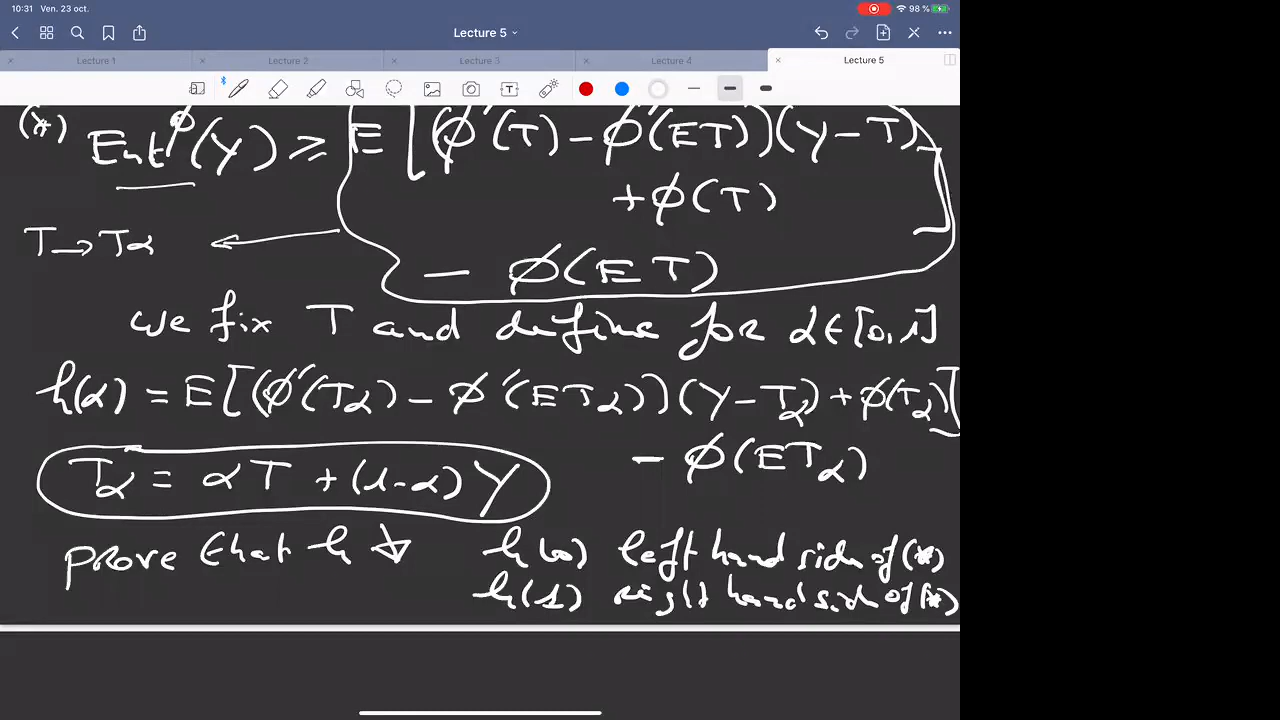 10:31 Ven. 23 oct.
98 %
Lecture 5
Lecture 1 Lecture 2 Lecture 3 Lecture 4 Lecture 5
(*) Ent^ϕ(Y) ≥ E[(ϕ'(T) - ϕ'(ET))(Y-T)
+ϕ(T)]
T → Tα
- ϕ(ET)
we fix T and define for α∈[0,1]
h(α) = E[(ϕ'(Tα) - ϕ'(ETα))(Y-Tα)+ϕ(Tα)]
- ϕ(ETα)
Tα = αT + (1-α)Y
prove that h ↓
h(0) left hand side of (*)
h(1) right hand side of (*)